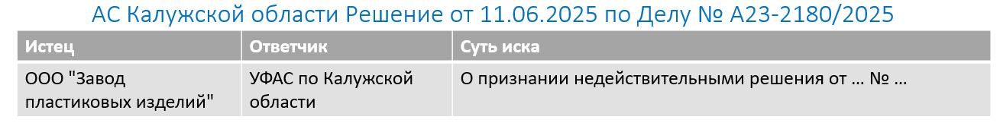 АС Калужской области Решение от 11.06.2025 по Делу № А23-2180/2025
Истец
Ответчик
Суть иска
ООО "Завод
пластиковых изделий"
УФАС по Калужской
области
О признании недействительными решения от … № …